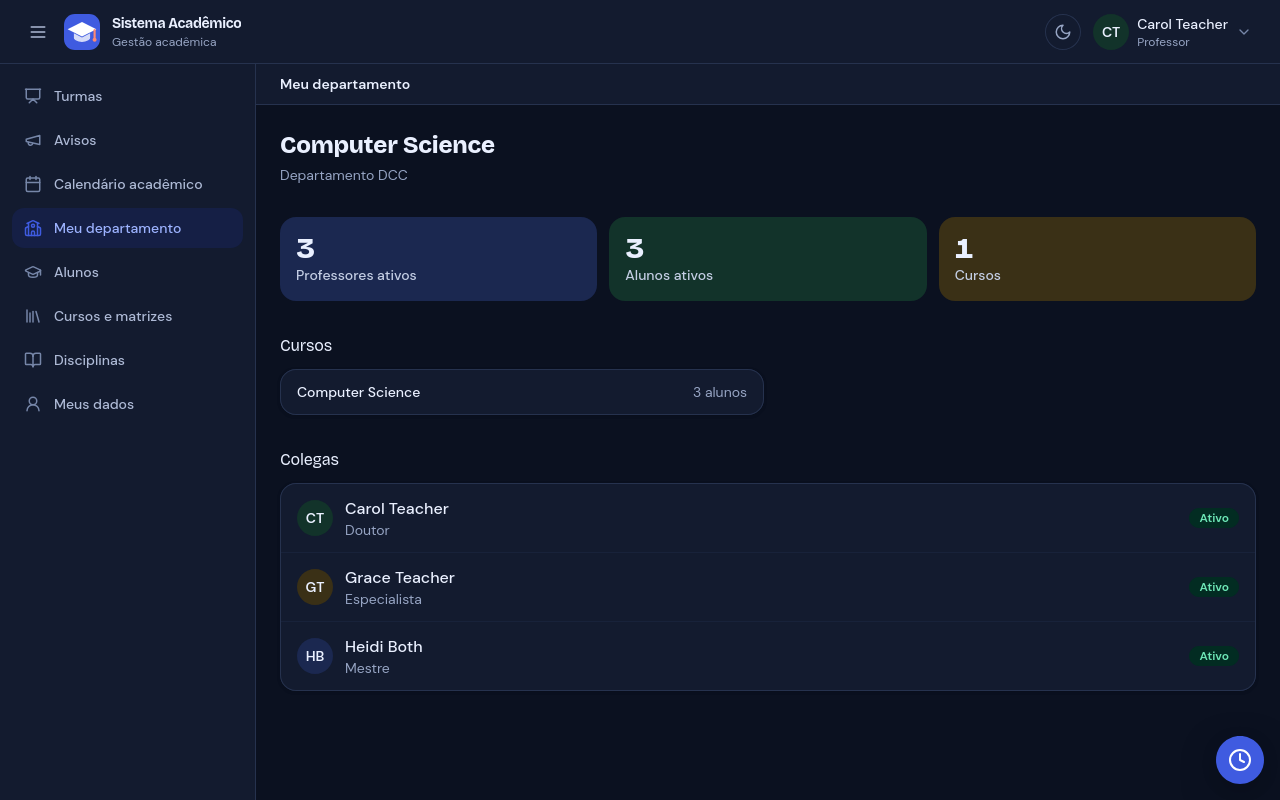 Sistema Acadêmico
Gestão acadêmica
CT
Carol Teacher
Professor
Turmas
Avisos
Calendário acadêmico
Meu departamento
Alunos
Cursos e matrizes
Disciplinas
Meus dados
Meu departamento
Computer Science
Departamento DCC
3
Professores ativos
3
Alunos ativos
1
Cursos
Cursos
Computer Science
3 alunos
Colegas
CT
Carol Teacher
Doutor
Ativo
GT
Grace Teacher
Especialista
Ativo
HB
Heidi Both
Mestre
Ativo